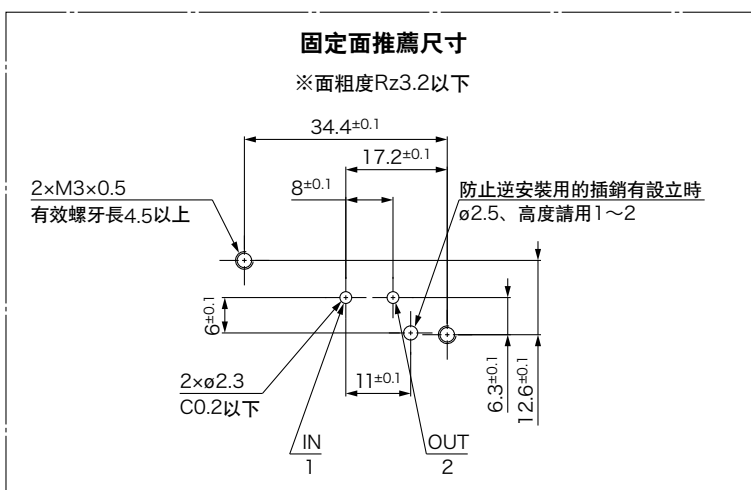 固定面推薦尺寸
※面粗度Rz3.2以下
34.4±0.1
17.2±0.1
8±0.1
2×M3×0.5
有效螺牙長4.5以上
防止逆安裝用的插銷有設立時
ø2.5、高度請用1～2
6±0.1
11±0.1
6.3±0.1
12.6±0.1
2×ø2.3
C0.2以下
IN
1
OUT
2